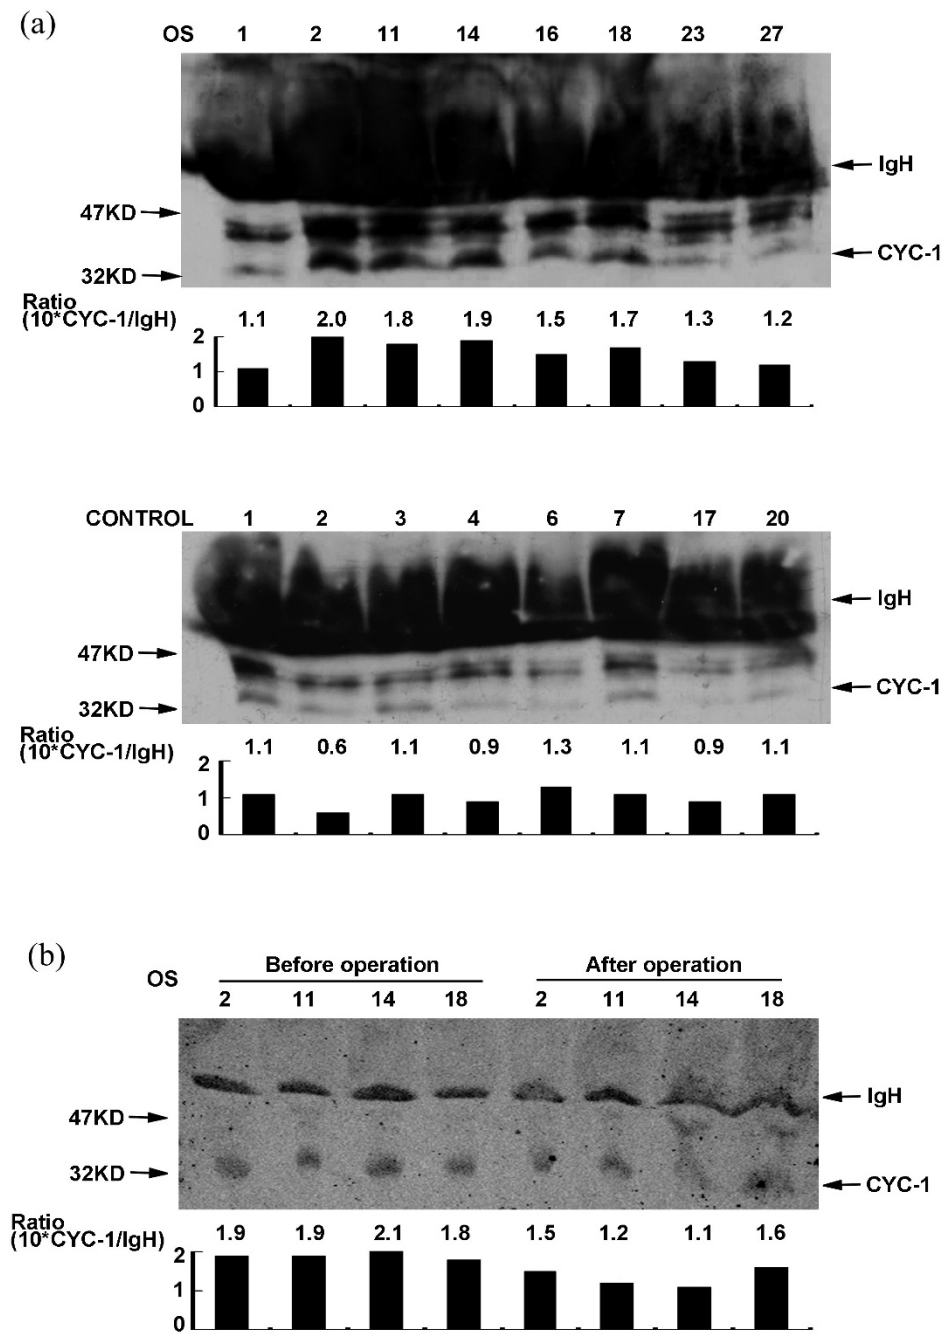 (a)
OS 1 2 11 14 16 18 23 27
IgH
47KD
CYC-1
32KD
Ratio
(10*CYC-1/IgH) 1.1 2.0 1.8 1.9 1.5 1.7 1.3 1.2
2
1
0
CONTROL 1 2 3 4 6 7 17 20
IgH
47KD
CYC-1
32KD
Ratio
(10*CYC-1/IgH) 1.1 0.6 1.1 0.9 1.3 1.1 0.9 1.1
2
1
0
(b)
Before operation After operation
OS
2 11 14 18 2 11 14 18
IgH
47KD
32KD
CYC-1
Ratio
(10*CYC-1/IgH) 1.9 1.9 2.1 1.8 1.5 1.2 1.1 1.6
2
1
0